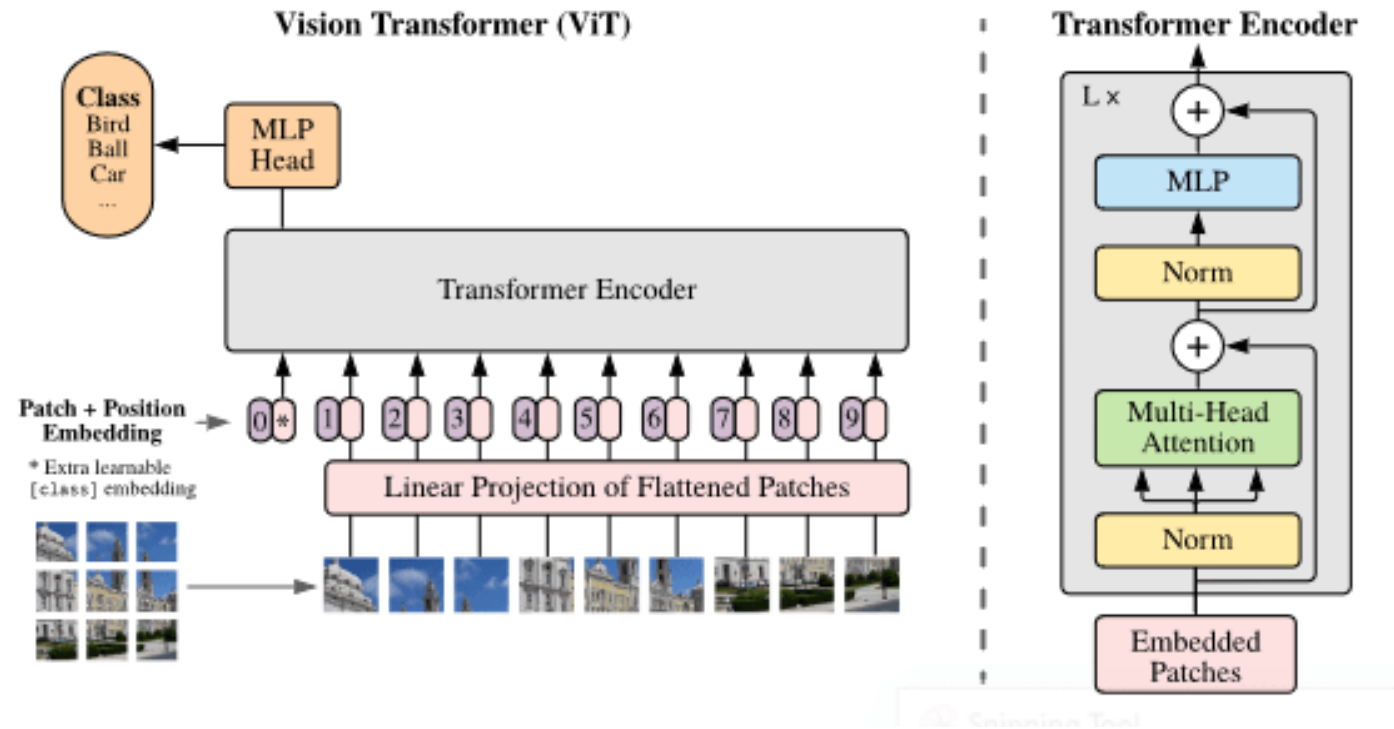 Vision Transformer (ViT)
Class
Bird
Ball
Car
...
MLP
Head
Transformer Encoder
Patch + Position
Embedding
* Extra learnable
[class] embedding
0 * 1 2 3 4 5 6 7 8 9
Linear Projection of Flattened Patches
Transformer Encoder
L ×
+
MLP
Norm
+
Multi-Head
Attention
Norm
Embedded
Patches
Snipping Tool